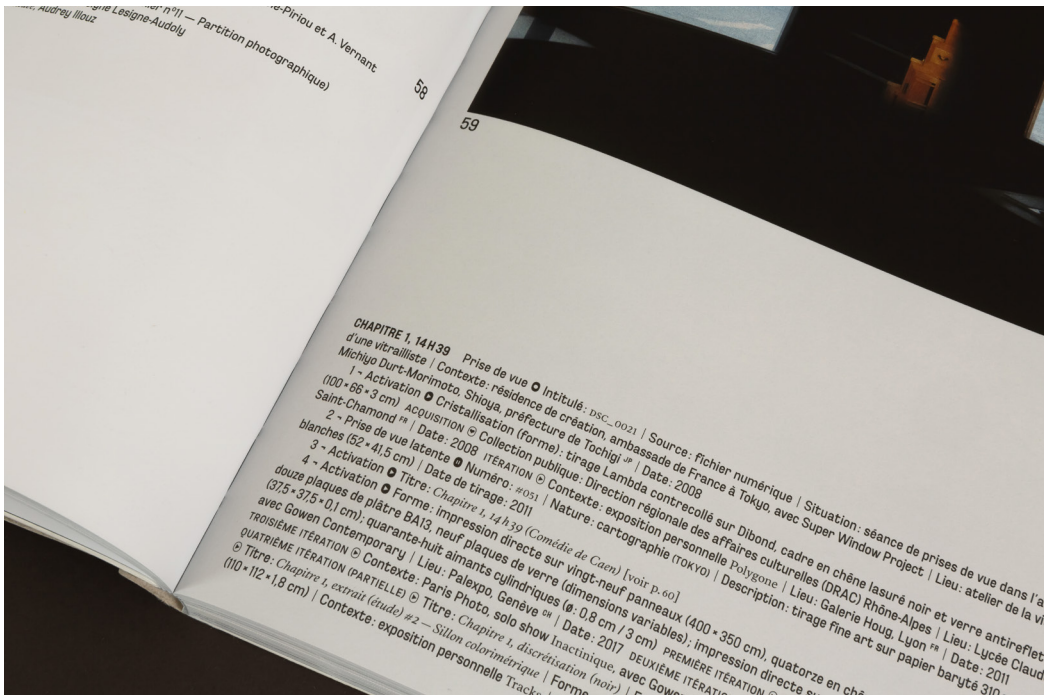 -Piriou et A. Vernant
n°11 — Partition photographique)
Lesigne-Audoly
Audrey Illouz
58
59
CHAPITRE 1, 14H39 Prise de vue Intitulé : DSC_0021 | Source : fichier numérique | Situation : séance de prises de vue dans l'a
d'une vitrailliste | Contexte : résidence de création, ambassade de France à Tokyo, avec Super Window Project | Lieu : atelier de la vi
Michiyo Durt-Morimoto, Shioya, préfecture de Tochigi JP | Date : 2008
1 ¬ Activation Cristallisation (forme) : tirage Lambda contrecollé sur Dibond, cadre en chêne lasuré noir et verre antireflet
(100 × 66 × 3 cm) ACQUISITION Collection publique : Direction régionale des affaires culturelles (DRAC) Rhône-Alpes | Lieu : Lycée Claud
Saint-Chamond FR | Date : 2008 ITÉRATION Contexte : exposition personnelle Polygone | Lieu : Galerie Houg, Lyon FR | Date : 2011
2 ¬ Prise de vue latente Numéro : #051 | Nature : cartographie (TOKYO) | Description : tirage fine art sur papier baryté 310
blanches (52 × 41,5 cm) | Date de tirage : 2011
3 ¬ Activation Titre : Chapitre 1, 14h39 (Comédie de Caen) [voir p. 60]
4 ¬ Activation Forme : impression directe sur vingt-neuf panneaux (400 × 350 cm), quatorze en chê
douze plaques de plâtre BA13, neuf plaques de verre (dimensions variables) ; impression directe su
(37,5 × 37,5 × 0,1 cm) ; quarante-huit aimants cylindriques (ø : 0,8 cm / 3 cm) PREMIÈRE ITÉRATION
avec Gowen Contemporary | Lieu : Palexpo, Genève CH | Date : 2017 DEUXIÈME ITÉRATION
TROISIÈME ITÉRATION Contexte : Paris Photo, solo show Inactinique, avec Gowen
QUATRIÈME ITÉRATION (PARTIELLE) Titre : Chapitre 1, discrétisation (noir) |
Titre : Chapitre 1, extrait (étude) #2 — Sillon colorimétrique | Forme
(110 × 112 × 1,8 cm) | Contexte : exposition personnelle Tracks